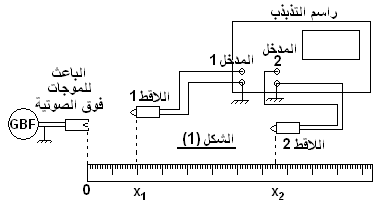 راسم التذبذب
المدخل 1
المدخل 2
الباعث
للموجات
فوق الصوتية
اللاقط 1
GBF
الشكل (1)
اللاقط 2
0
x1
x2